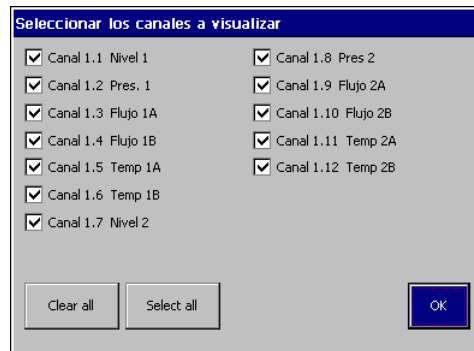 Seleccionar los canales a visualizar
Canal 1.1 Nivel 1
Canal 1.2 Pres. 1
Canal 1.3 Flujo 1A
Canal 1.4 Flujo 1B
Canal 1.5 Temp 1A
Canal 1.6 Temp 1B
Canal 1.7 Nivel 2
Canal 1.8 Pres 2
Canal 1.9 Flujo 2A
Canal 1.10 Flujo 2B
Canal 1.11 Temp 2A
Canal 1.12 Temp 2B
Clear all
Select all
OK